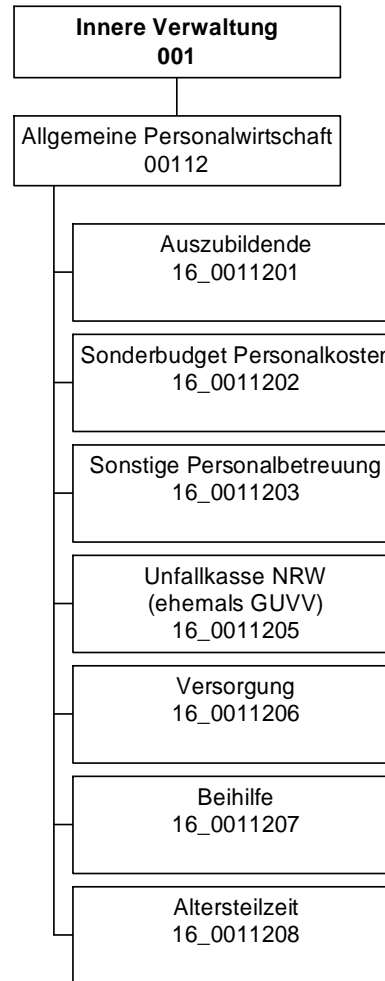 Innere Verwaltung
001
Allgemeine Personalwirtschaft
00112
Auszubildende
16_0011201
Sonderbudget Personalkosten
16_0011202
Sonstige Personalbetreuung
16_0011203
Unfallkasse NRW
(ehemals GUVV)
16_0011205
Versorgung
16_0011206
Beihilfe
16_0011207
Altersteilzeit
16_0011208